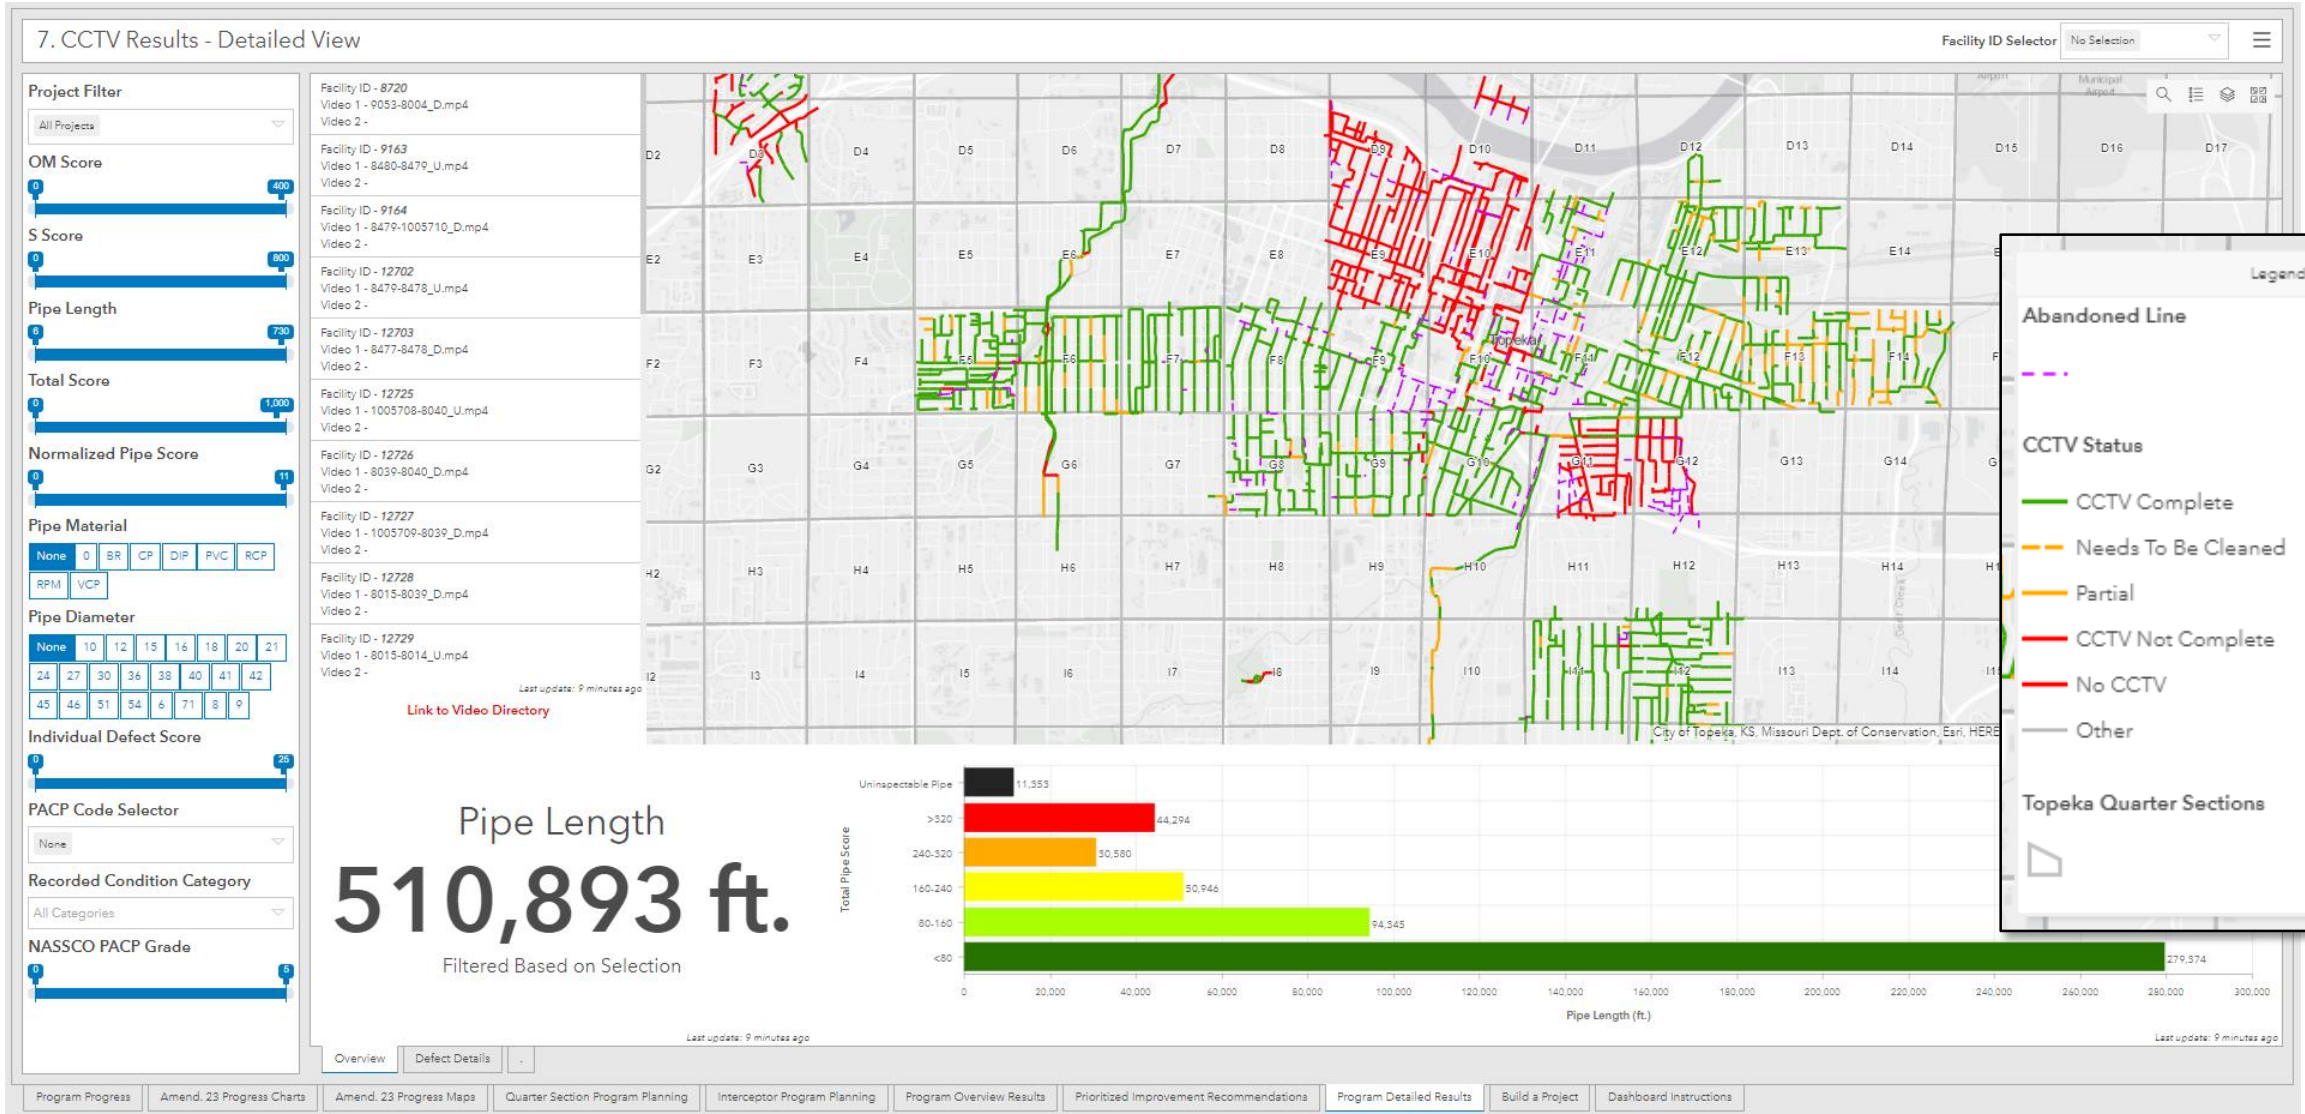 7. CCTV Results - Detailed View
Facility ID Selector
No Selection
Project Filter
All Projects
OM Score
0
400
S Score
0
800
Pipe Length
6
730
Total Score
0
1,000
Normalized Pipe Score
0
11
Pipe Material
None 0 BR CP DIP PVC RCP
RPM VCP
Pipe Diameter
None 10 12 15 16 18 20 21
24 27 30 36 38 40 41 42
45 46 51 54 6 71 8 9
Individual Defect Score
0
25
PACP Code Selector
None
Recorded Condition Category
All Categories
NASSCO PACP Grade
0
5
Facility ID - 8720
Video 1 - 9053-8004_D.mp4
Video 2 -
Facility ID - 9163
Video 1 - 8480-8479_U.mp4
Video 2 -
Facility ID - 9164
Video 1 - 8479-1005710_D.mp4
Video 2 -
Facility ID - 12702
Video 1 - 8479-8478_U.mp4
Video 2 -
Facility ID - 12703
Video 1 - 8477-8478_D.mp4
Video 2 -
Facility ID - 12725
Video 1 - 1005708-8040_U.mp4
Video 2 -
Facility ID - 12726
Video 1 - 8039-8040_D.mp4
Video 2 -
Facility ID - 12727
Video 1 - 1005709-8039_D.mp4
Video 2 -
Facility ID - 12728
Video 1 - 8015-8039_D.mp4
Video 2 -
Facility ID - 12729
Video 1 - 8015-8014_U.mp4
Video 2 -
Last update: 9 minutes ago
Link to Video Directory
Airport
Municipal
Airport
D2 D3 D4 D5 D6 D7 D8 D9 D10 D11 D12 D13 D14 D15 D16 D17
E2 E3 E4 E5 E6 E7 E8 E9 E10 E11 E12 E13 E14 E
Topeka
F2 F3 F4 F5 F6 F7 F8 F9 F10 F11 F12 F13 F14 F
G2 G3 G4 G5 G6 G7 G8 G9 G10 G11 G12 G13 G14 G
H2 H3 H4 H5 H6 H7 H8 H9 H10 H11 H12 H13 H14 H1
Deer Creek
I2 I3 I4 I5 I6 I7 I8 I9 I10 I11 I12 I13 I14 I1
City of Topeka, KS, Missouri Dept. of Conservation, Esri, HERE
Legend
Abandoned Line
CCTV Status
CCTV Complete
Needs To Be Cleaned
Partial
CCTV Not Complete
No CCTV
Other
Topeka Quarter Sections
Pipe Length
510,893 ft.
Filtered Based on Selection
Last update: 9 minutes ago
Total Pipe Score
Uninspectable Pipe 11,353
>320 44,294
240-320 30,580
160-240 50,946
80-160 94,345
<80 279,374
0 20,000 40,000 60,000 80,000 100,000 120,000 140,000 160,000 180,000 200,000 220,000 240,000 260,000 280,000 300,000
Pipe Length (ft.)
Last update: 9 minutes ago
Overview
Defect Details
.
Program Progress
Amend. 23 Progress Charts
Amend. 23 Progress Maps
Quarter Section Program Planning
Interceptor Program Planning
Program Overview Results
Prioritized Improvement Recommendations
Program Detailed Results
Build a Project
Dashboard Instructions